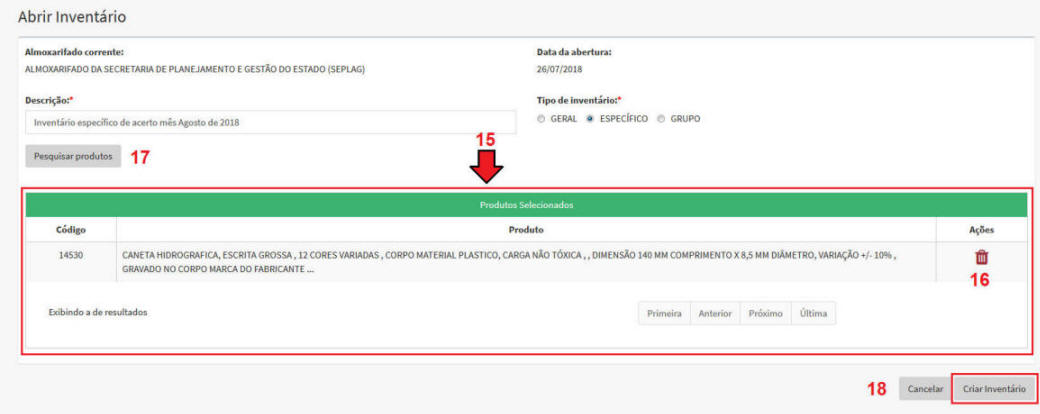 Abrir Inventário
Almoxarifado corrente:
ALMOXARIFADO DA SECRETARIA DE PLANEJAMENTO E GESTÃO DO ESTADO (SEPLAG)
Data da abertura:
26/07/2018
Descrição:*
Inventário específico de acerto mês Agosto de 2018
Tipo de inventário:*
GERAL ESPECÍFICO GRUPO
Pesquisar produtos 17
15
Produtos Selecionados
Código Produto Ações
14530 CANETA HIDROGRAFICA, ESCRITA GROSSA , 12 CORES VARIADAS , CORPO MATERIAL PLASTICO, CARGA NÃO TÓXICA , , DIMENSÃO 140 MM COMPRIMENTO X 8,5 MM DIÂMETRO, VARIAÇÃO +/- 10% ,
GRAVADO NO CORPO MARCA DO FABRICANTE ...
16
Exibindo a de resultados Primeira Anterior Próximo Última
18 Cancelar Criar Inventário